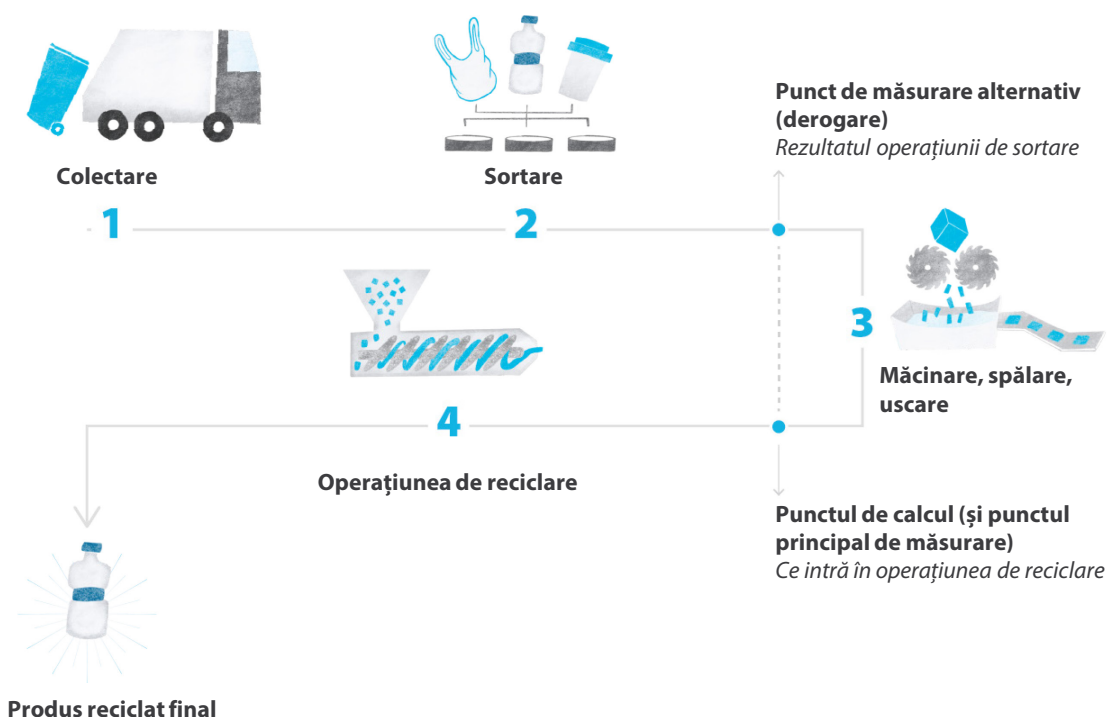 Colectare
1
Sortare
2
Punct de măsurare alternativ
(derogare)
Rezultatul operațiunii de sortare
3
Măcinare, spălare,
uscare
4
Operațiunea de reciclare
Punctul de calcul (și punctul
principal de măsurare)
Ce intră în operațiunea de reciclare
Produs reciclat final